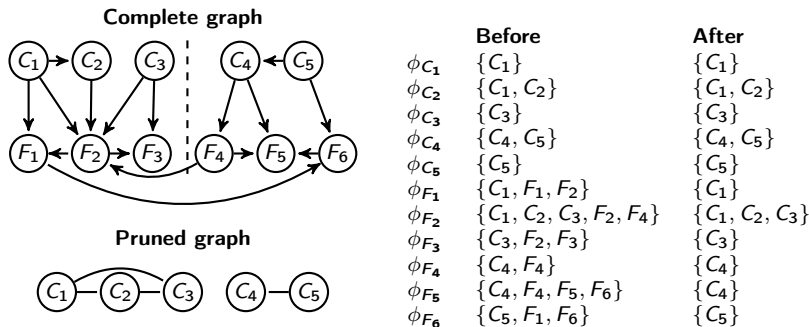 Complete graph
C1 C2 C3 C4 C5
F1 F2 F3 F4 F5 F6
Pruned graph
C1 C2 C3 C4 C5
Before After
ϕC1 {C1} {C1}
ϕC2 {C1, C2} {C1, C2}
ϕC3 {C3} {C3}
ϕC4 {C4, C5} {C4, C5}
ϕC5 {C5} {C5}
ϕF1 {C1, F1, F2} {C1}
ϕF2 {C1, C2, C3, F2, F4} {C1, C2, C3}
ϕF3 {C3, F2, F3} {C3}
ϕF4 {C4, F4} {C4}
ϕF5 {C4, F4, F5, F6} {C4}
ϕF6 {C5, F1, F6} {C5}